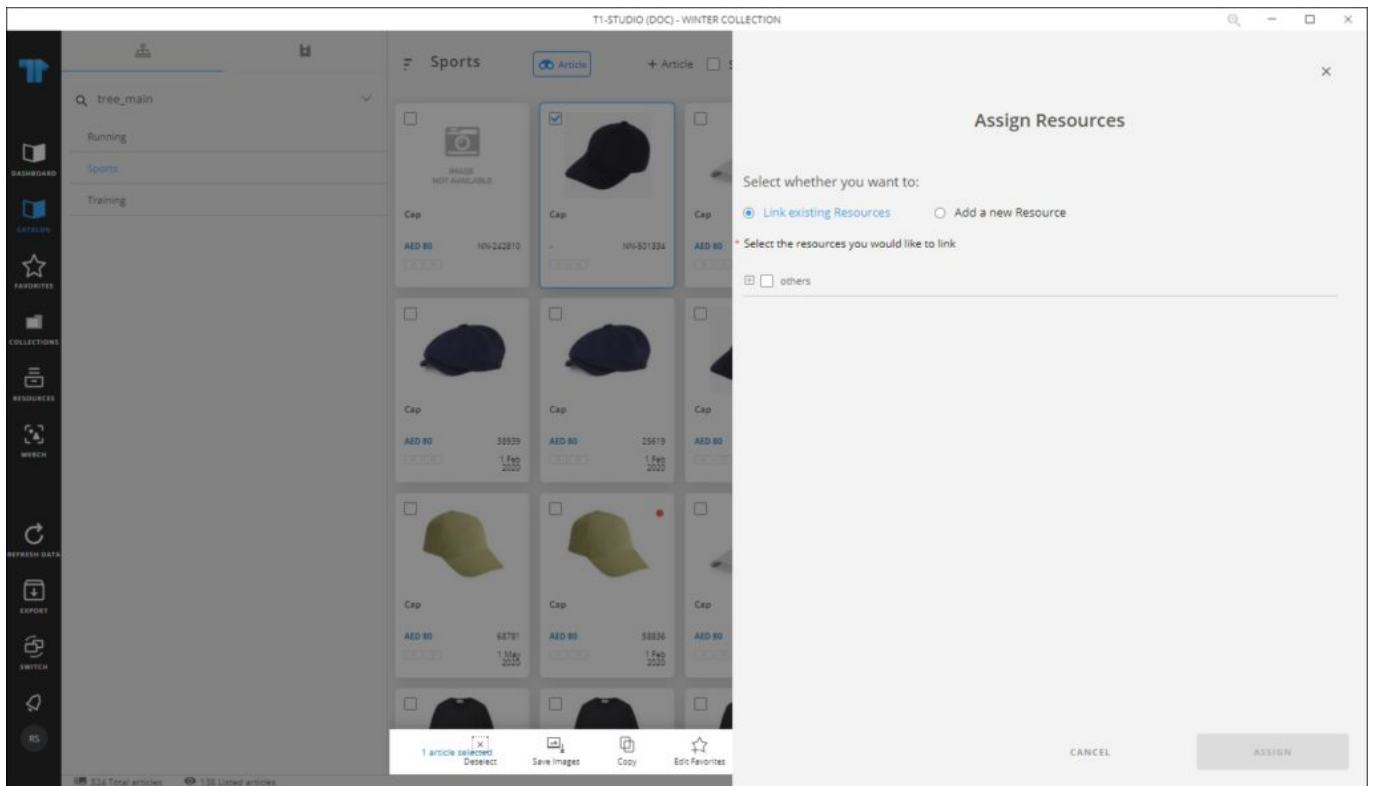 T1-STUDIO (DOC) - WINTER COLLECTION
DASHBOARD
CATALOG
FAVORITES
COLLECTIONS
RESOURCES
MERCH
REFRESH DATA
EXPORT
SWITCH
RS
tree_main
Running
Sports
Training
Sports
Article
+ Article
IMAGE
NOT AVAILABLE
Cap
Cap
Cap
AED 80 NN-242810
- NN-501334
AED 80
Cap
Cap
Cap
AED 80 38939
AED 80 25619
AED 80
1 Feb
2020
1 Feb
2020
Cap
Cap
Cap
AED 80 68781
AED 80 58836
AED 80
1 May
2020
1 Feb
2020
1 article selected
Deselect
Save Images
Copy
Edit Favorites
334 Total articles
138 Listed articles
Assign Resources
Select whether you want to:
Link existing Resources
Add a new Resource
* Select the resources you would like to link
others
CANCEL
ASSIGN